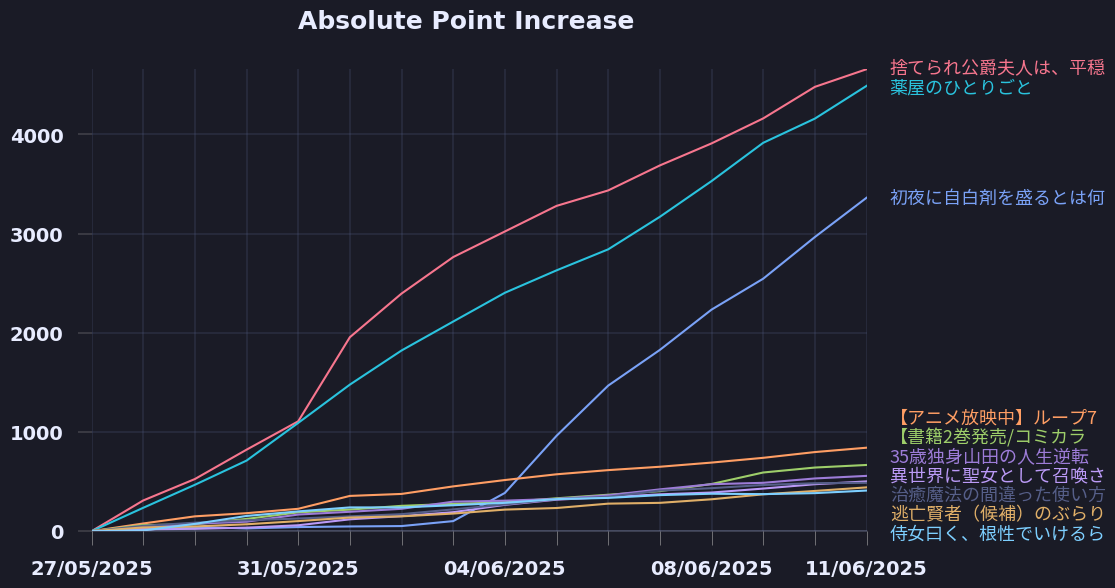 Absolute Point Increase
捨てられ公爵夫人は、平穏
薬屋のひとりごと
4000
初夜に自白剤を盛るとは何
3000
2000
1000
【アニメ放映中】ループ7
【書籍2巻発売/コミカラ
35歳独身山田の人生逆転
異世界に聖女として召喚さ
治癒魔法の間違った使い方
逃亡賢者（候補）のぶらり
侍女曰く、根性でいけるら
0
27/05/2025 31/05/2025 04/06/2025 08/06/2025 11/06/2025